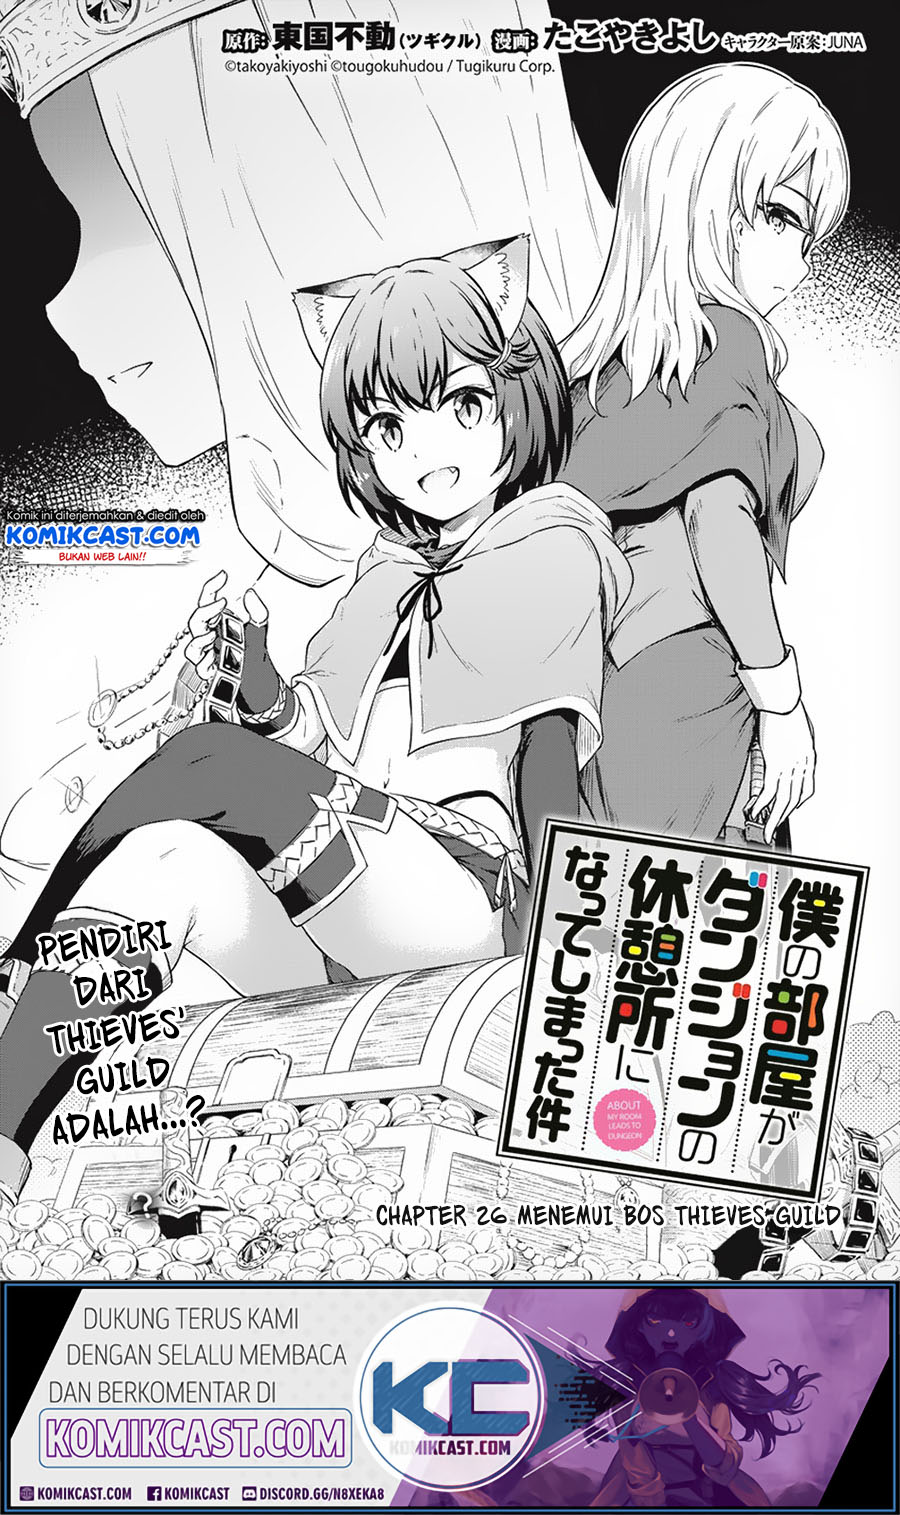 原作:東国不動(ツギクル) 漫画:たこやきよし キャラクター原案:JUNA
©takoyakiyoshi ©tougokuhudou / Tugikuru Corp.
Komik ini diterjemahkan & diedit oleh
KOMIKCAST.COM
BUKAN WEB LAIN!!
PENDIRI
DARI
THIEVES'
GUILD
ADALAH...?
僕の部屋が
ダンジョンの
休憩所に
なってしまった件
ABOUT
MY ROOM
LEADS TO
DUNGEON
CHAPTER 26 MENEMUI BOS THIEVES' GUILD
DUKUNG TERUS KAMI
DENGAN SELALU MEMBACA
DAN BERKOMENTAR DI
KOMIKCAST.COM
KC
KOMIKCAST.COM
KOMIKCAST.COM KOMIKCAST DISCORD.GG/N8XEKA8